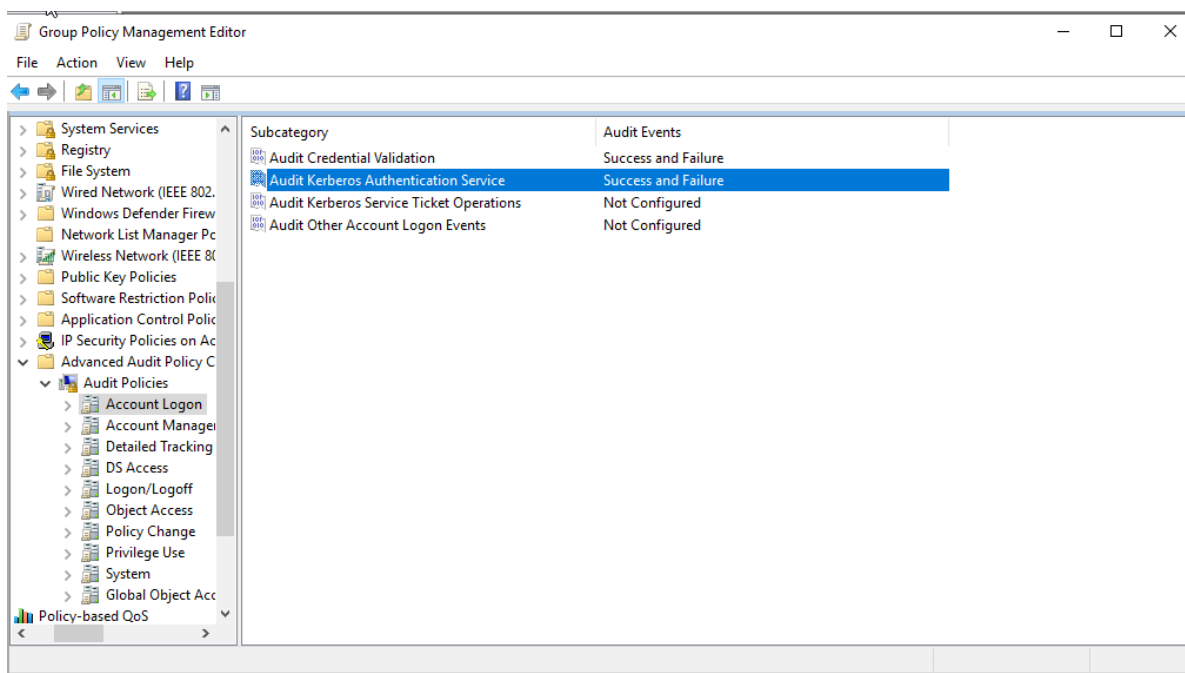 Group Policy Management Editor
File Action View Help
System Services
Registry
File System
Wired Network (IEEE 802.
Windows Defender Firew
Network List Manager Pc
Wireless Network (IEEE 80
Public Key Policies
Software Restriction Polic
Application Control Polic
IP Security Policies on Ac
Advanced Audit Policy C
Audit Policies
Account Logon
Account Manager
Detailed Tracking
DS Access
Logon/Logoff
Object Access
Policy Change
Privilege Use
System
Global Object Acc
Policy-based QoS
Subcategory Audit Events
Audit Credential Validation Success and Failure
Audit Kerberos Authentication Service Success and Failure
Audit Kerberos Service Ticket Operations Not Configured
Audit Other Account Logon Events Not Configured